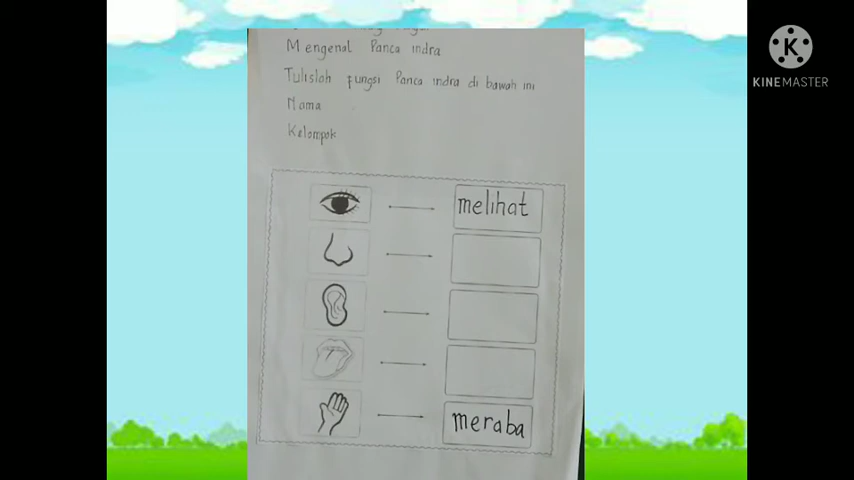 Mengenal Panca indra
Tulislah fungsi Panca indra di bawah ini
Nama
Kelompok
melihat
meraba
K
KINEMASTER